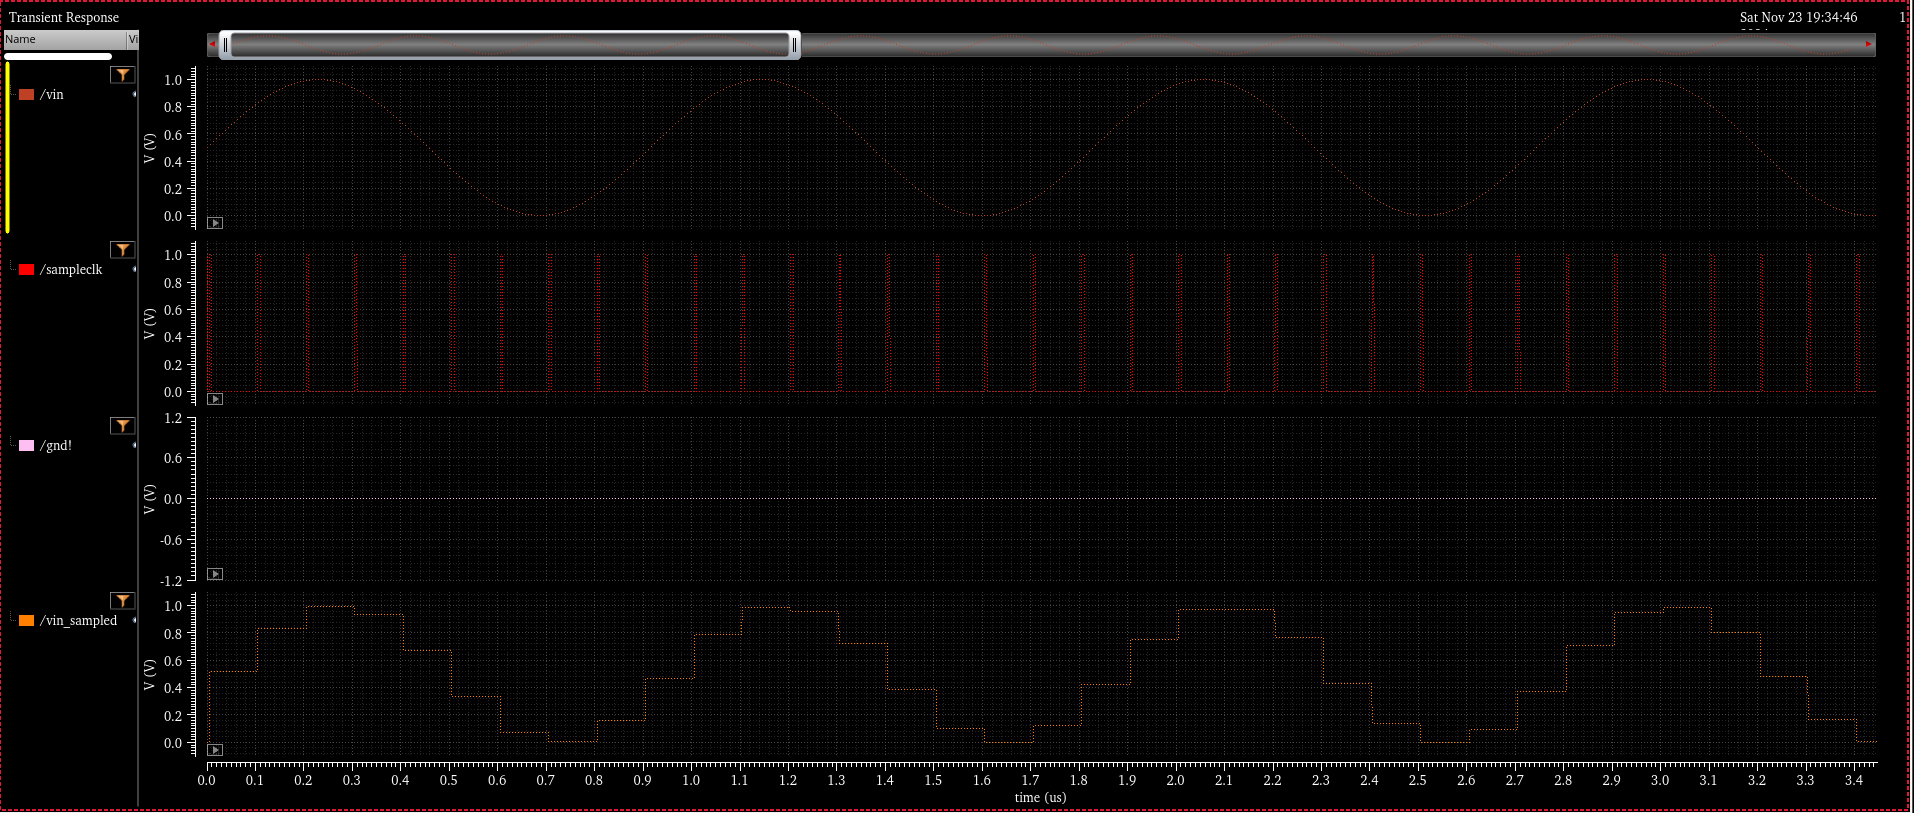 Transient Response
Sat Nov 23 19:34:46
1
Name
Vi
/vin
V (V)
1.0
0.8
0.6
0.4
0.2
0.0
/sampleclk
V (V)
1.0
0.8
0.6
0.4
0.2
0.0
/gnd!
V (V)
1.2
0.6
0.0
-0.6
-1.2
/vin_sampled
V (V)
1.0
0.8
0.6
0.4
0.2
0.0
0.0 0.1 0.2 0.3 0.4 0.5 0.6 0.7 0.8 0.9 1.0 1.1 1.2 1.3 1.4 1.5 1.6 1.7 1.8 1.9 2.0 2.1 2.2 2.3 2.4 2.5 2.6 2.7 2.8 2.9 3.0 3.1 3.2 3.3 3.4
time (us)